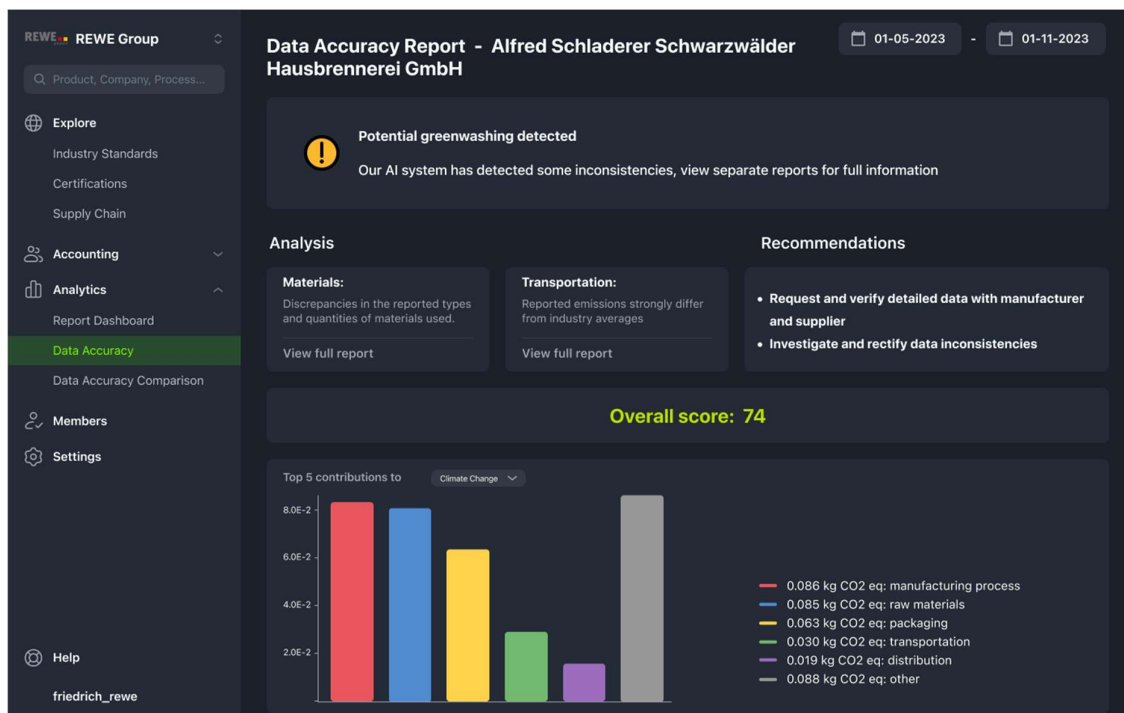 REWE REWE Group
Product, Company, Process...
Explore
Industry Standards
Certifications
Supply Chain
Accounting
Analytics
Report Dashboard
Data Accuracy
Data Accuracy Comparison
Members
Settings
Help
friedrich_rewe
Data Accuracy Report - Alfred Schladerer Schwarzwälder
Hausbrennerei GmbH
01-05-2023 - 01-11-2023
Potential greenwashing detected
Our AI system has detected some inconsistencies, view separate reports for full information
Analysis
Materials:
Discrepancies in the reported types
and quantities of materials used.
View full report
Transportation:
Reported emissions strongly differ
from industry averages
View full report
Recommendations
• Request and verify detailed data with manufacturer
and supplier
• Investigate and rectify data inconsistencies
Overall score: 74
Top 5 contributions to Climate Change
8.0E-2
6.0E-2
4.0E-2
2.0E-2
0.086 kg CO2 eq: manufacturing process
0.085 kg CO2 eq: raw materials
0.063 kg CO2 eq: packaging
0.030 kg CO2 eq: transportation
0.019 kg CO2 eq: distribution
0.088 kg CO2 eq: other